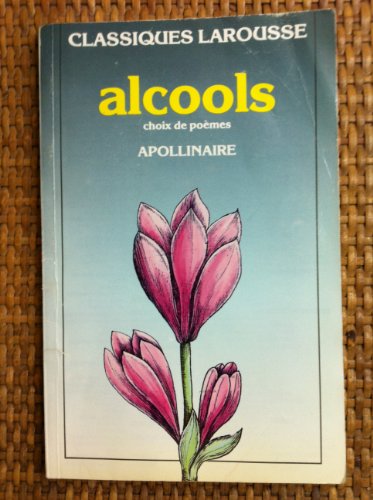 CLASSIQUES LAROUSSE
alcools
choix de poèmes
APOLLINAIRE